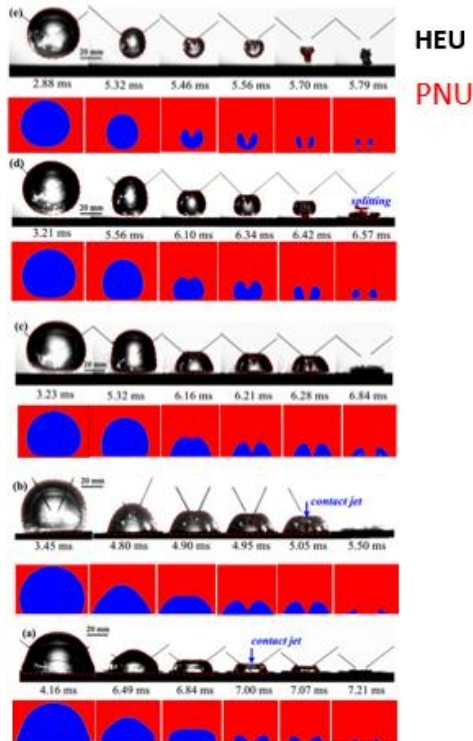 (e)
20 mm
2.88 ms 5.32 ms 5.46 ms 5.56 ms 5.70 ms 5.79 ms
HEU
PNU
(d)
20 mm
splitting
3.21 ms 5.56 ms 6.10 ms 6.34 ms 6.42 ms 6.57 ms
(c)
20 mm
3.23 ms 5.32 ms 6.16 ms 6.21 ms 6.28 ms 6.84 ms
(b)
20 mm
contact jet
3.45 ms 4.80 ms 4.90 ms 4.95 ms 5.05 ms 5.50 ms
(a)
20 mm
contact jet
4.16 ms 6.49 ms 6.84 ms 7.00 ms 7.07 ms 7.21 ms